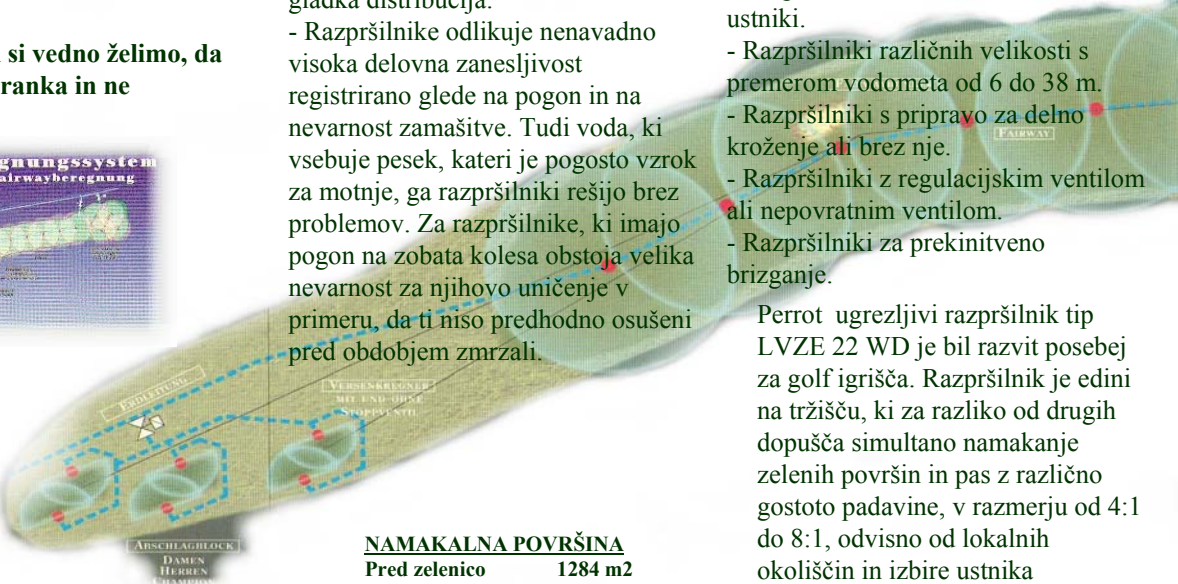 si vedno želimo, da
ranka in ne
gnungssystem
airwayberegnung
gladka distribucija.
- Razpršilnike odlikuje nenavadno
visoka delovna zanesljivost
registrirano glede na pogon in na
nevarnost zamašitve. Tudi voda, ki
vsebuje pesek, kateri je pogosto vzrok
za motnje, ga razpršilniki rešijo brez
problemov. Za razpršilnike, ki imajo
pogon na zobata kolesa obstoja velika
nevarnost za njihovo uničenje v
primeru, da ti niso predhodno osušeni
pred obdobjem zmrzali.
ustniki.
- Razpršilniki različnih velikosti s
premerom vodometa od 6 do 38 m.
- Razpršilniki s pripravo za delno
kroženje ali brez nje.
- Razpršilniki z regulacijskim ventilom
ali nepovratnim ventilom.
- Razpršilniki za prekinitveno
brizganje.
Perrot ugrezljivi razpršilnik tip
LVZE 22 WD je bil razvit posebej
za golf igrišča. Razpršilnik je edini
na tržišču, ki za razliko od drugih
dopušča simultano namakanje
zelenih površin in pas z različno
gostoto padavine, v razmerju od 4:1
do 8:1, odvisno od lokalnih
okoliščin in izbire ustnika
FAIRWAY
ERDLEITUNG
VERSENKREGNER
MIT UND OHNE
STOPPVENTIL
ABSCHLAGBLOCK
DAMEN
HERREN
CHAMPION
NAMAKALNA POVRŠINA
Pred zelenico 1284 m2